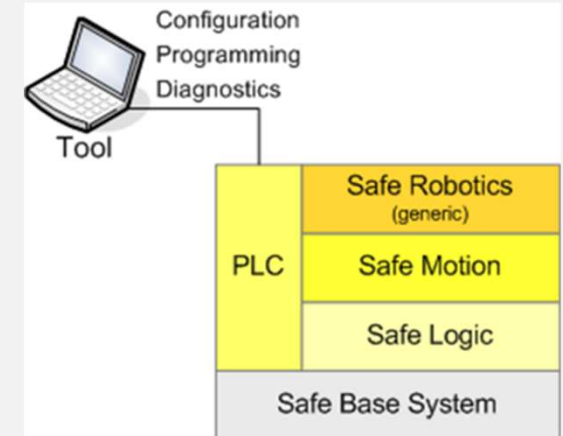 Configuration
Programming
Diagnostics
Tool
Safe Robotics
(generic)
PLC
Safe Motion
Safe Logic
Safe Base System